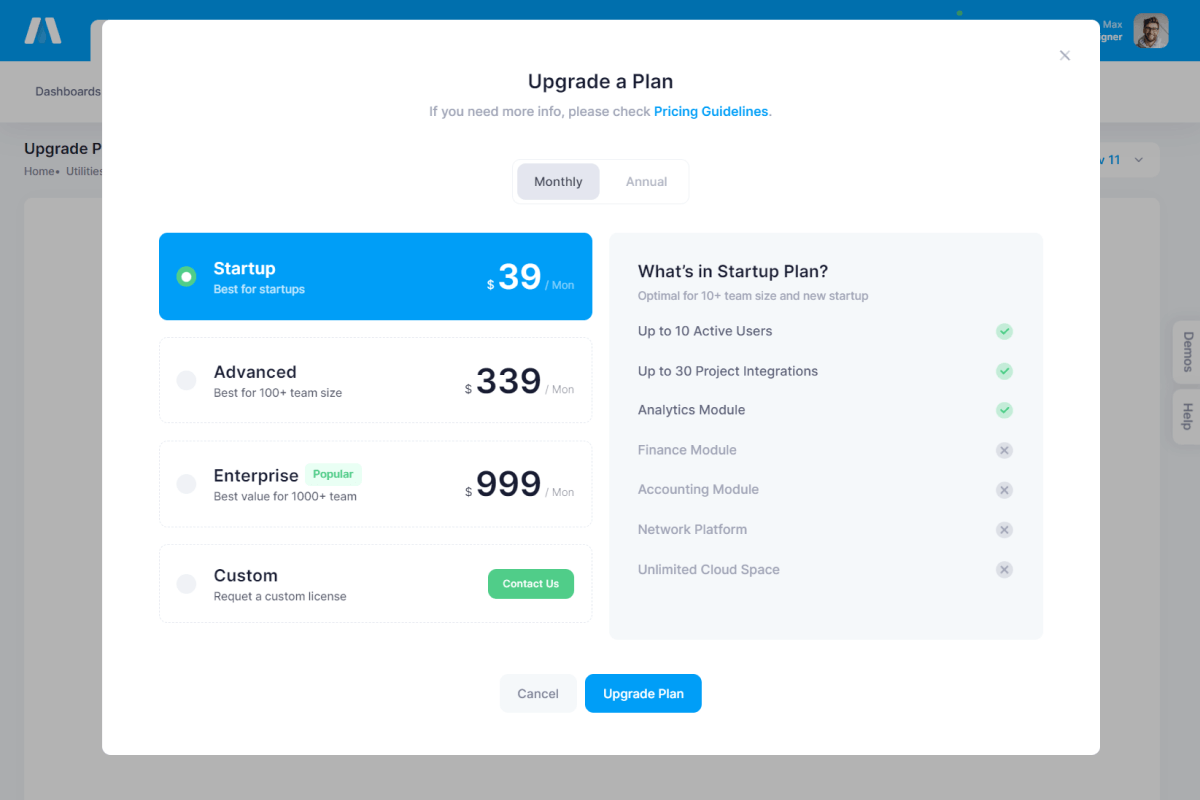 Max
gner
Dashboards
Upgrade P
Home• Utilities
v 11
Upgrade a Plan
If you need more info, please check Pricing Guidelines.
Monthly
Annual
Startup
Best for startups
$ 39 / Mon
Advanced
Best for 100+ team size
$ 339 / Mon
Enterprise Popular
Best value for 1000+ team
$ 999 / Mon
Custom
Requet a custom license
Contact Us
What’s in Startup Plan?
Optimal for 10+ team size and new startup
Up to 10 Active Users
Up to 30 Project Integrations
Analytics Module
Finance Module
Accounting Module
Network Platform
Unlimited Cloud Space
Cancel
Upgrade Plan
Demos
Help